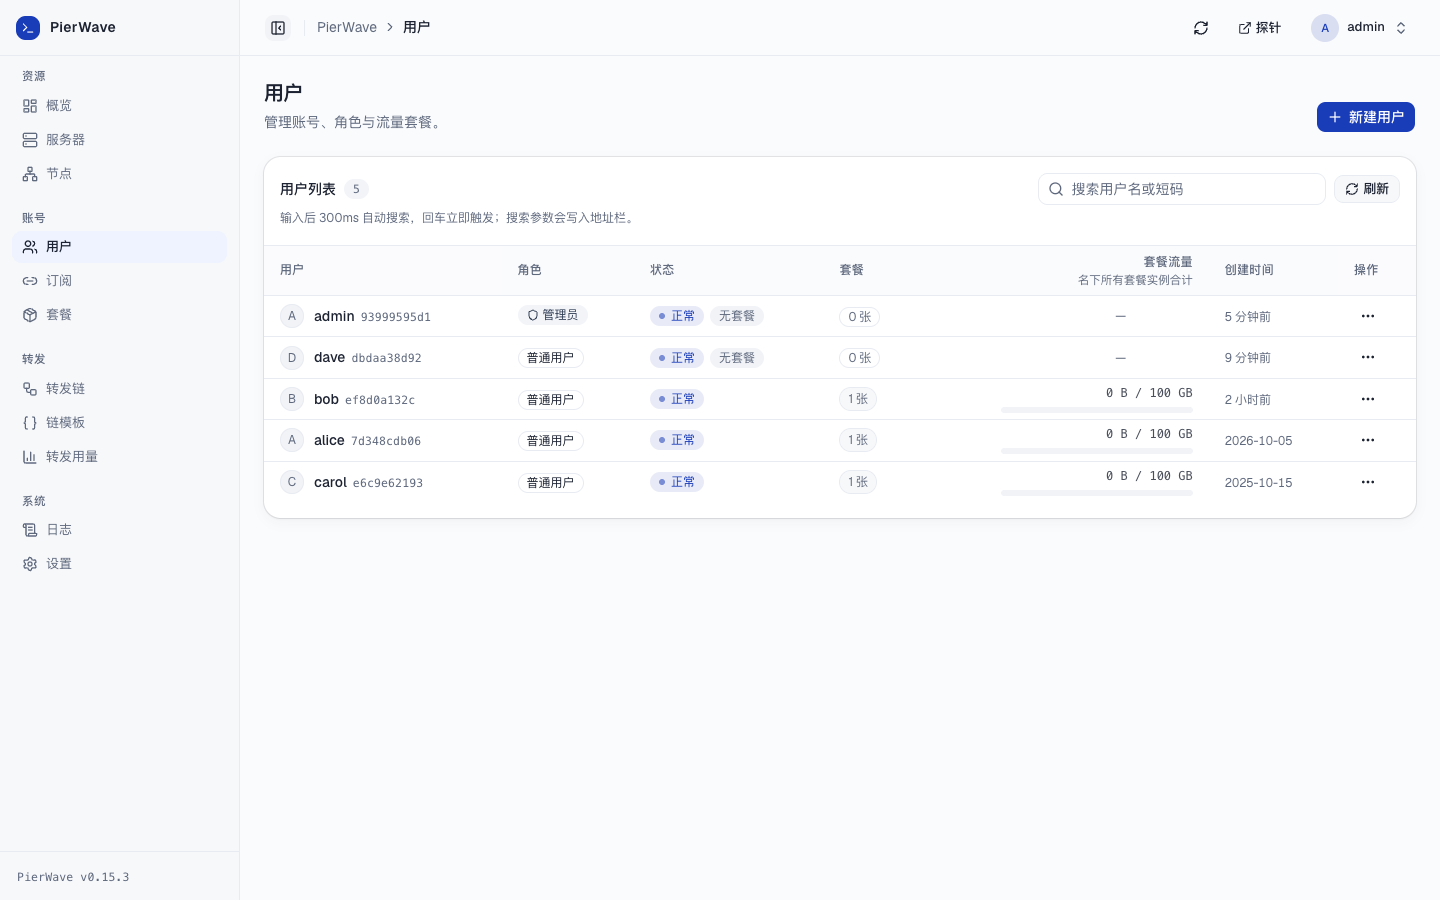 PierWave
PierWave > 用户
探针
A admin
资源
概览
服务器
节点
账号
用户
订阅
套餐
转发
转发链
链模板
转发用量
系统
日志
设置
PierWave v0.15.3
用户
管理账号、角色与流量套餐。
新建用户
用户列表 5
输入后 300ms 自动搜索，回车立即触发；搜索参数会写入地址栏。
搜索用户名或短码
刷新
用户 角色 状态 套餐 套餐流量 创建时间 操作
名下所有套餐实例合计
A admin 93999595d1 管理员 正常 无套餐 0 张 — 5 分钟前
D dave dbdaa38d92 普通用户 正常 无套餐 0 张 — 9 分钟前
B bob ef8d0a132c 普通用户 正常 1 张 0 B / 100 GB 2 小时前
A alice 7d348cdb06 普通用户 正常 1 张 0 B / 100 GB 2026-10-05
C carol e6c9e62193 普通用户 正常 1 张 0 B / 100 GB 2025-10-15